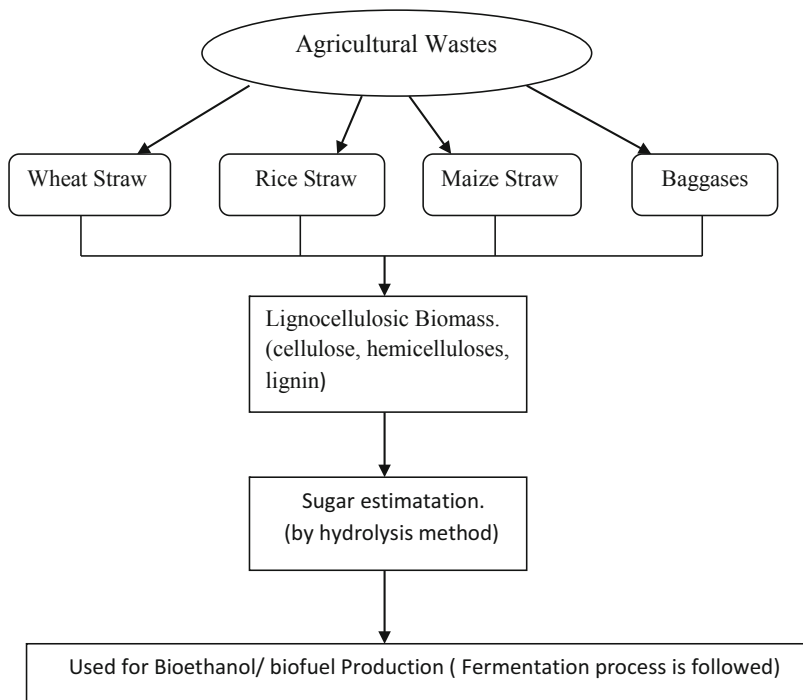 Agricultural Wastes
Wheat Straw
Rice Straw
Maize Straw
Baggases
Lignocellulosic Biomass.
(cellulose, hemicelluloses,
lignin)
Sugar estimatation.
(by hydrolysis method)
Used for Bioethanol/ biofuel Production ( Fermentation process is followed)